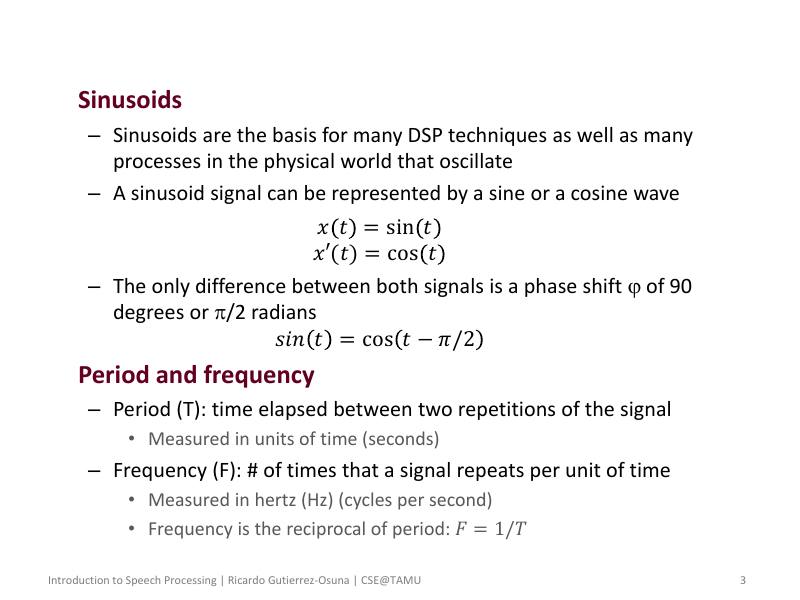 Sinusoids
– Sinusoids are the basis for many DSP techniques as well as many
processes in the physical world that oscillate
– A sinusoid signal can be represented by a sine or a cosine wave
x(t) = sin(t)
x′(t) = cos(t)
– The only difference between both signals is a phase shift φ of 90
degrees or π/2 radians
sin(t) = cos(t − π/2)
Period and frequency
– Period (T): time elapsed between two repetitions of the signal
• Measured in units of time (seconds)
– Frequency (F): # of times that a signal repeats per unit of time
• Measured in hertz (Hz) (cycles per second)
• Frequency is the reciprocal of period: F = 1/T
Introduction to Speech Processing | Ricardo Gutierrez-Osuna | CSE@TAMU 3